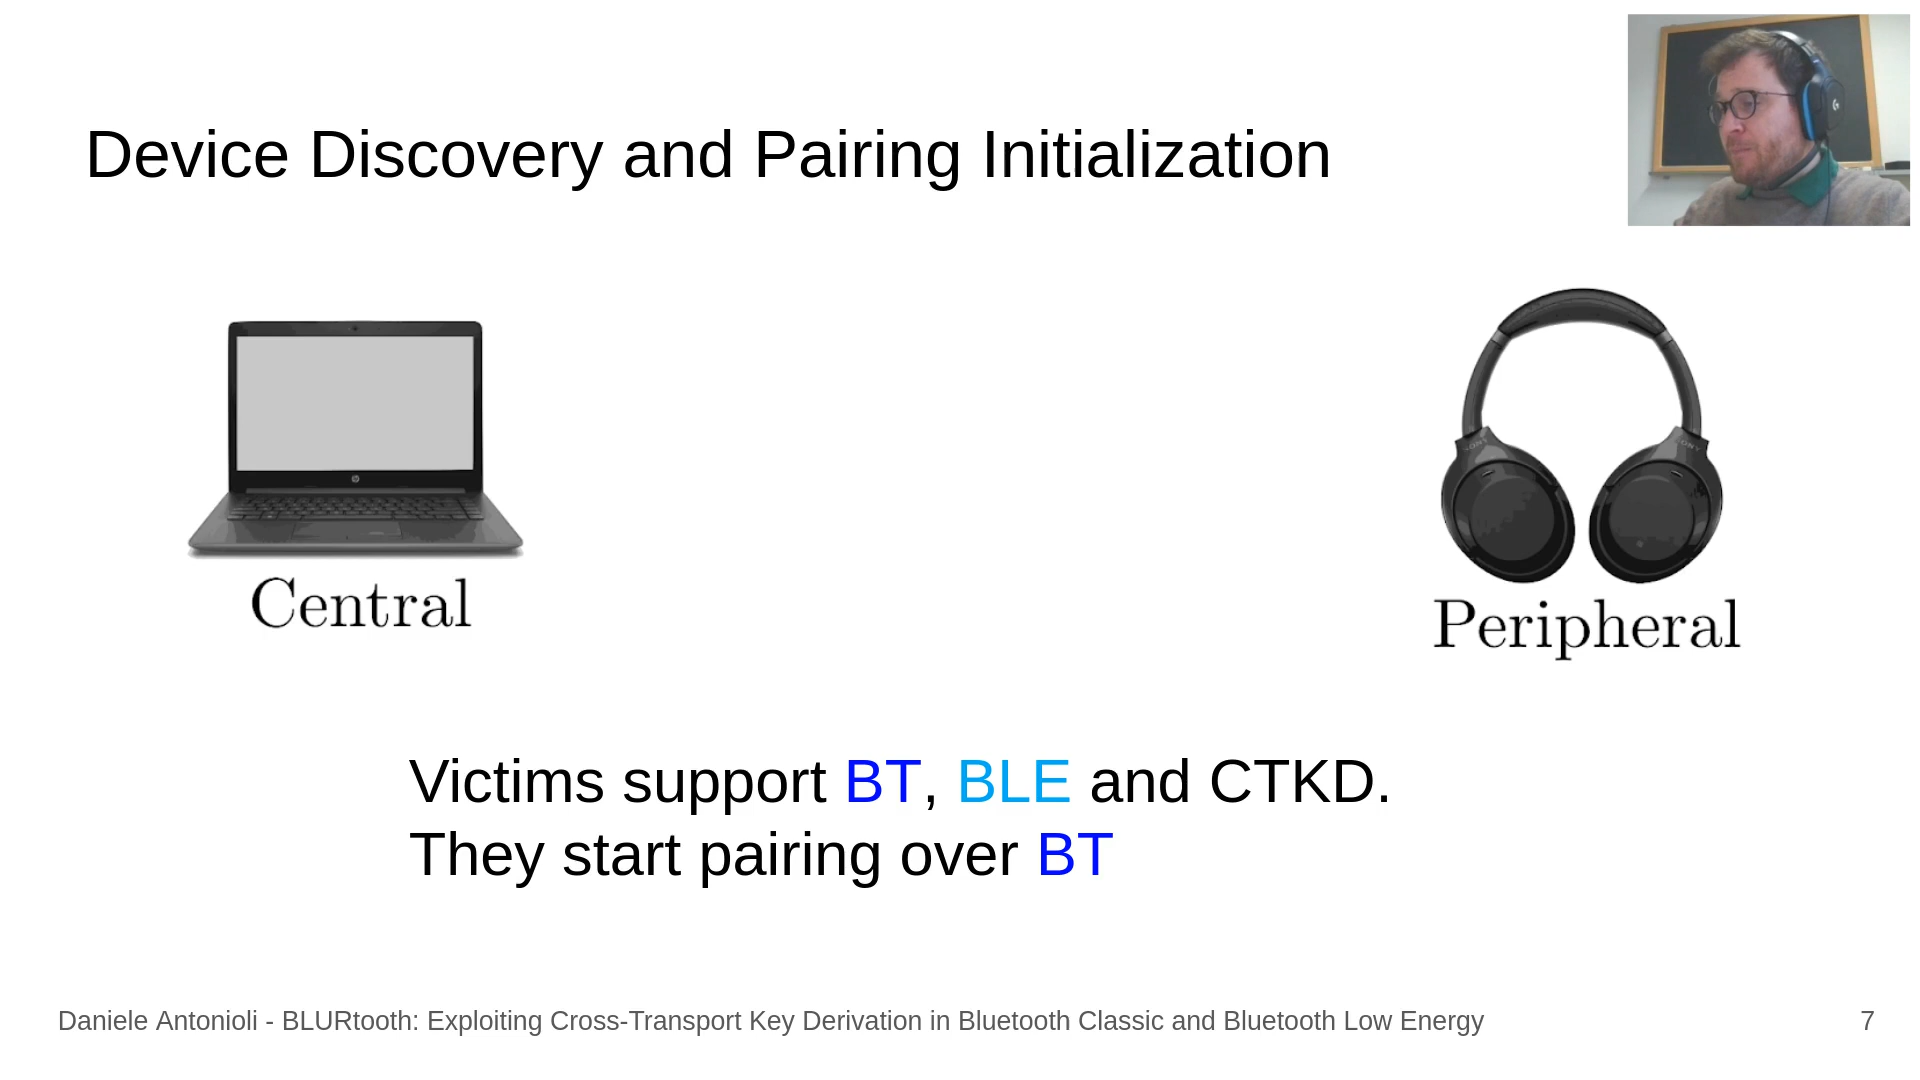 Device Discovery and Pairing Initialization
Central
Peripheral
Victims support BT, BLE and CTKD.
They start pairing over BT
Daniele Antonioli - BLURtooth: Exploiting Cross-Transport Key Derivation in Bluetooth Classic and Bluetooth Low Energy
7